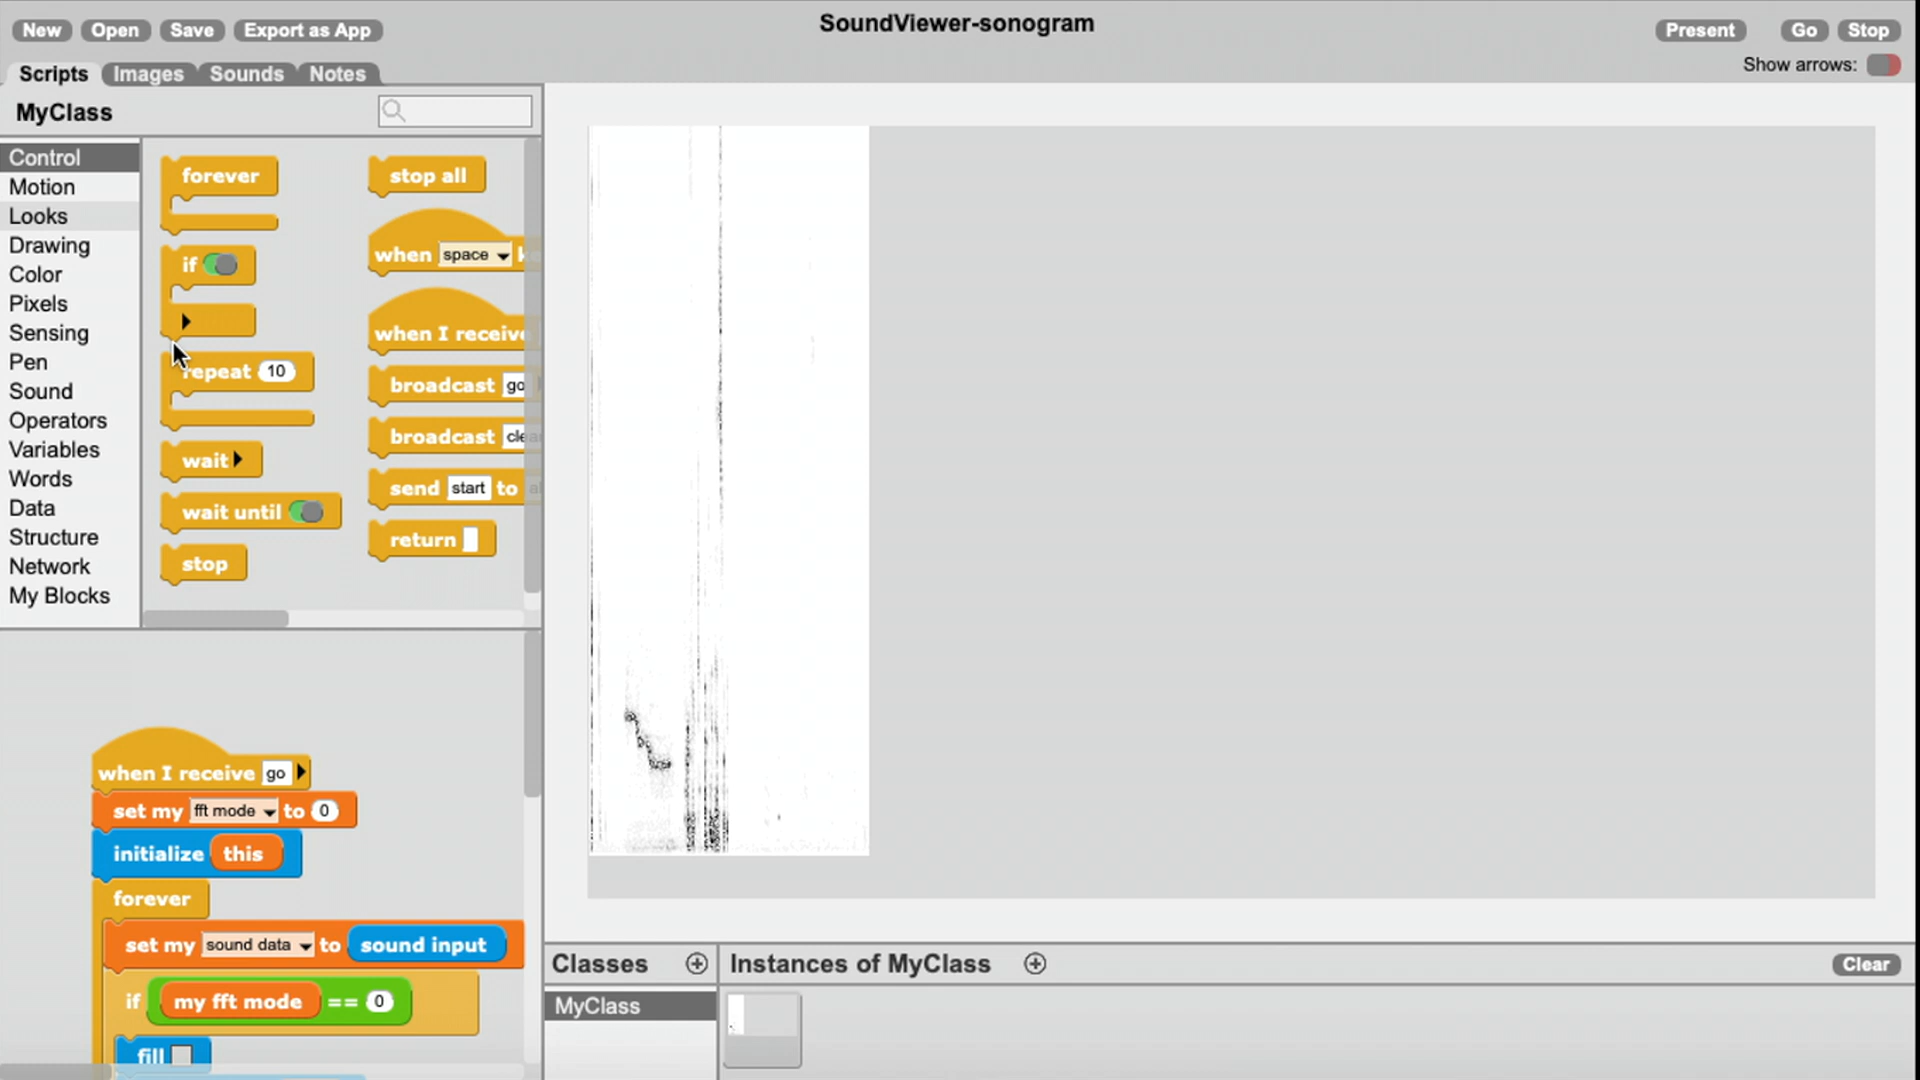 SoundViewer-sonogram
New Open Save Export as App
Present Go Stop
Show arrows:
Scripts Images Sounds Notes
MyClass
Control
Motion
Looks
Drawing
Color
Pixels
Sensing
Pen
Sound
Operators
Variables
Words
Data
Structure
Network
My Blocks
forever
if
repeat 10
wait
wait until
stop
stop all
when space
when I receive
broadcast go
broadcast
send start to
return
when I receive go
set my fft mode to 0
initialize this
forever
set my sound data to sound input
if my fft mode == 0
fill
Classes
MyClass
Instances of MyClass
Clear